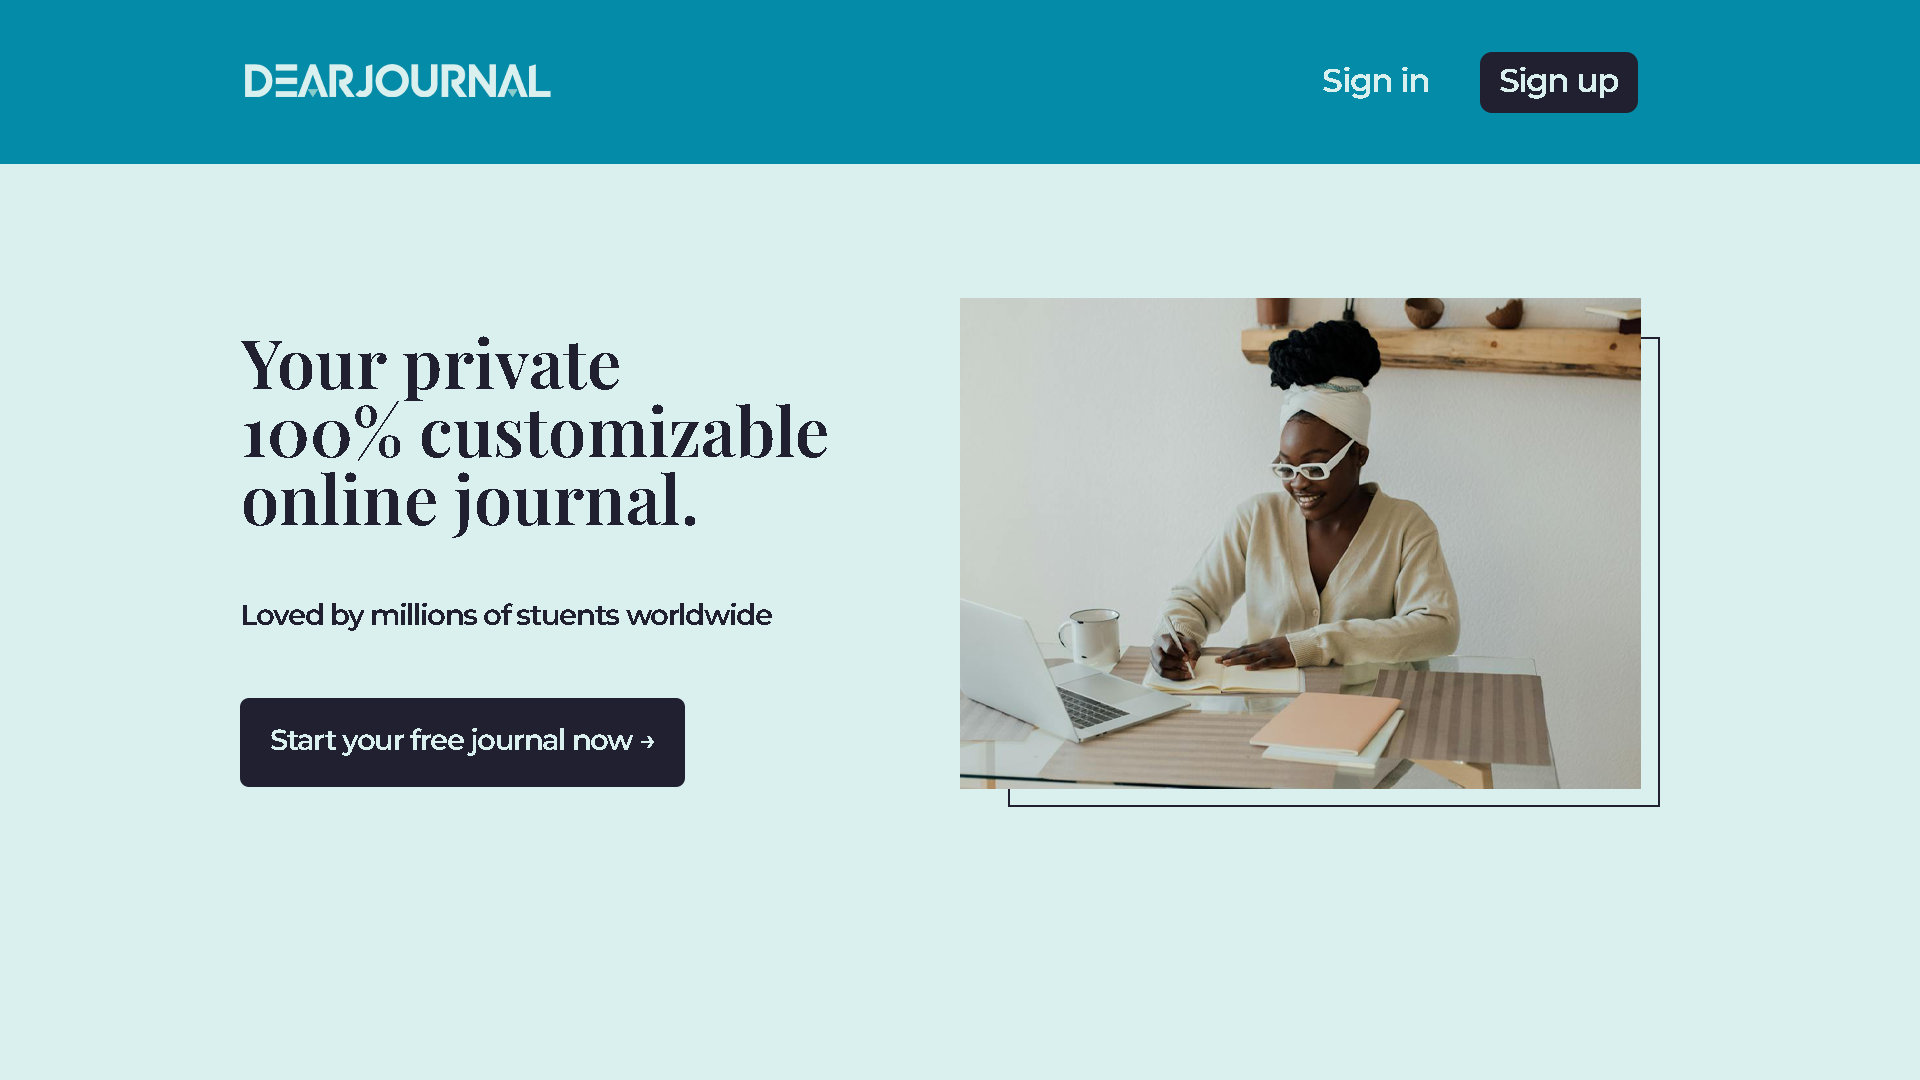 DEARJOURNAL
Sign in
Sign up
Your private
100% customizable
online journal.
Loved by millions of stuents worldwide
Start your free journal now →